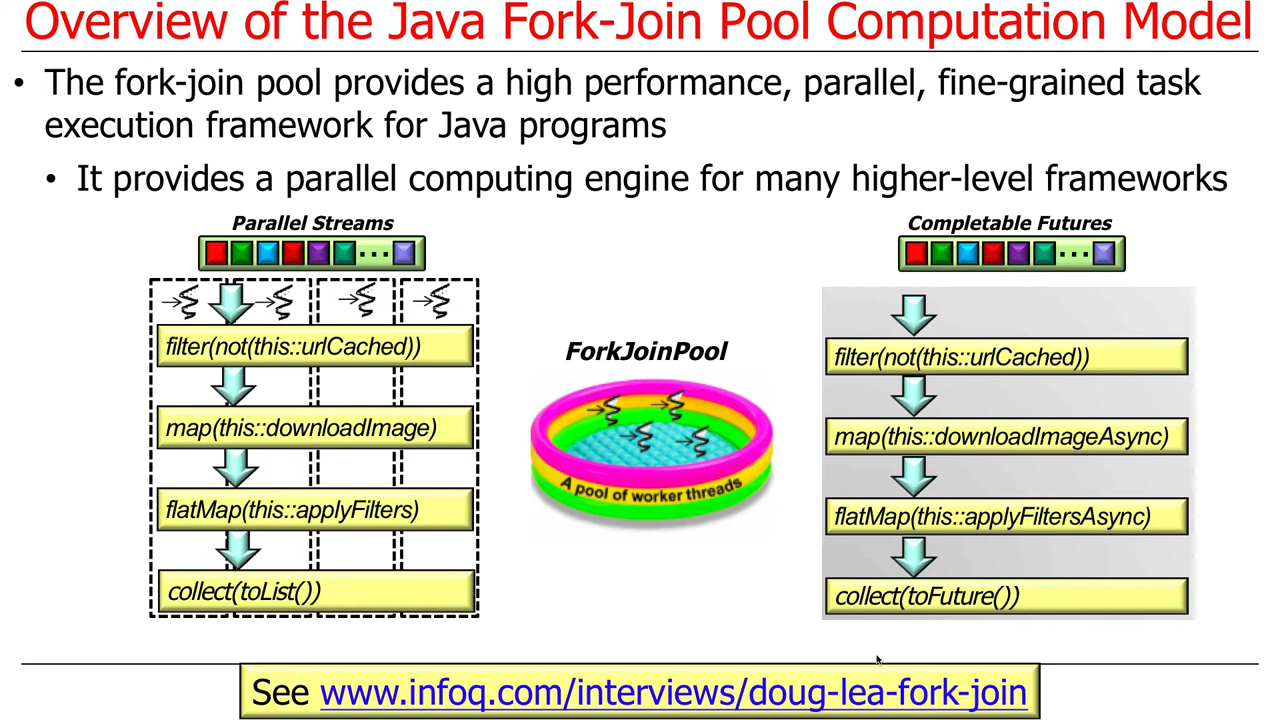 Overview of the Java Fork-Join Pool Computation Model
• The fork-join pool provides a high performance, parallel, fine-grained task
execution framework for Java programs
• It provides a parallel computing engine for many higher-level frameworks
Parallel Streams
filter(not(this::urlCached))
map(this::downloadImage)
flatMap(this::applyFilters)
collect(toList())
ForkJoinPool
A pool of worker threads
Completable Futures
filter(not(this::urlCached))
map(this::downloadImageAsync)
flatMap(this::applyFiltersAsync)
collect(toFuture())
See www.infoq.com/interviews/doug-lea-fork-join